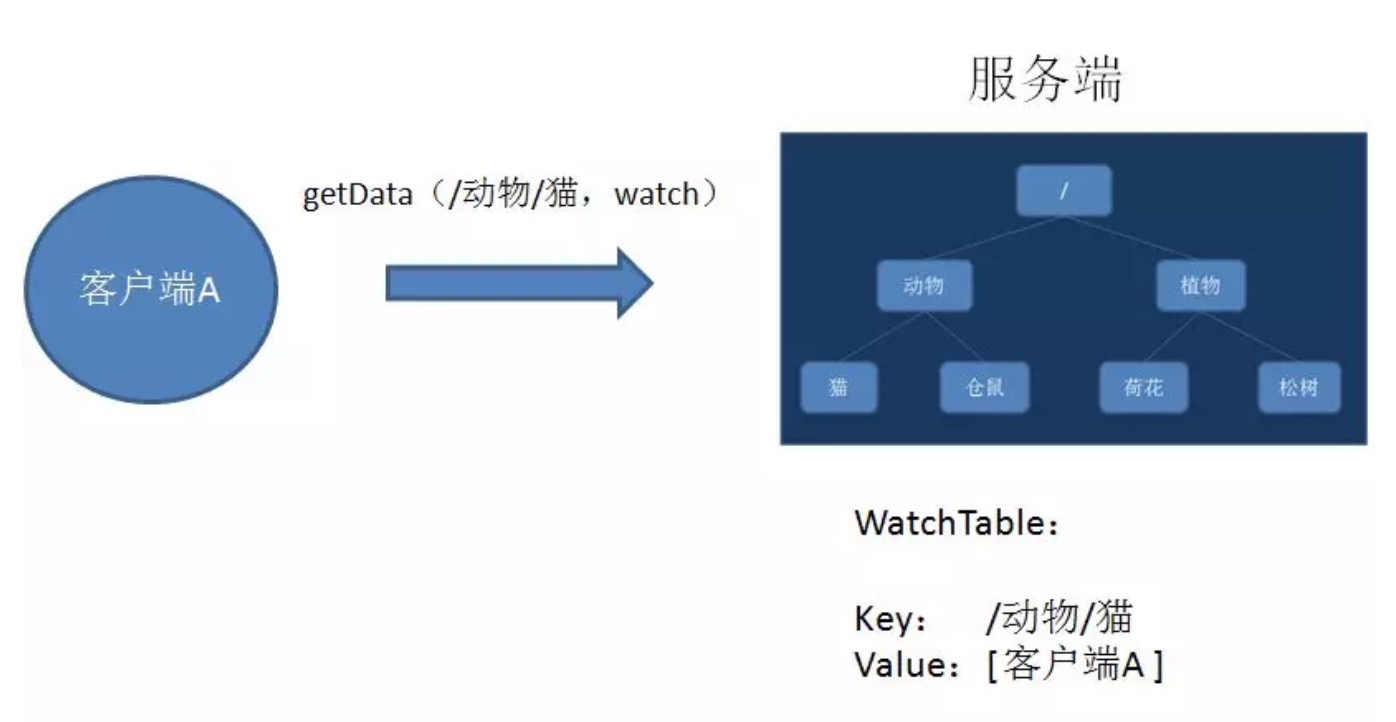 服务端
getData（/动物/猫，watch）
客户端A
/
动物
植物
猫
仓鼠
荷花
松树
WatchTable：
Key： /动物/猫
Value：[客户端A]